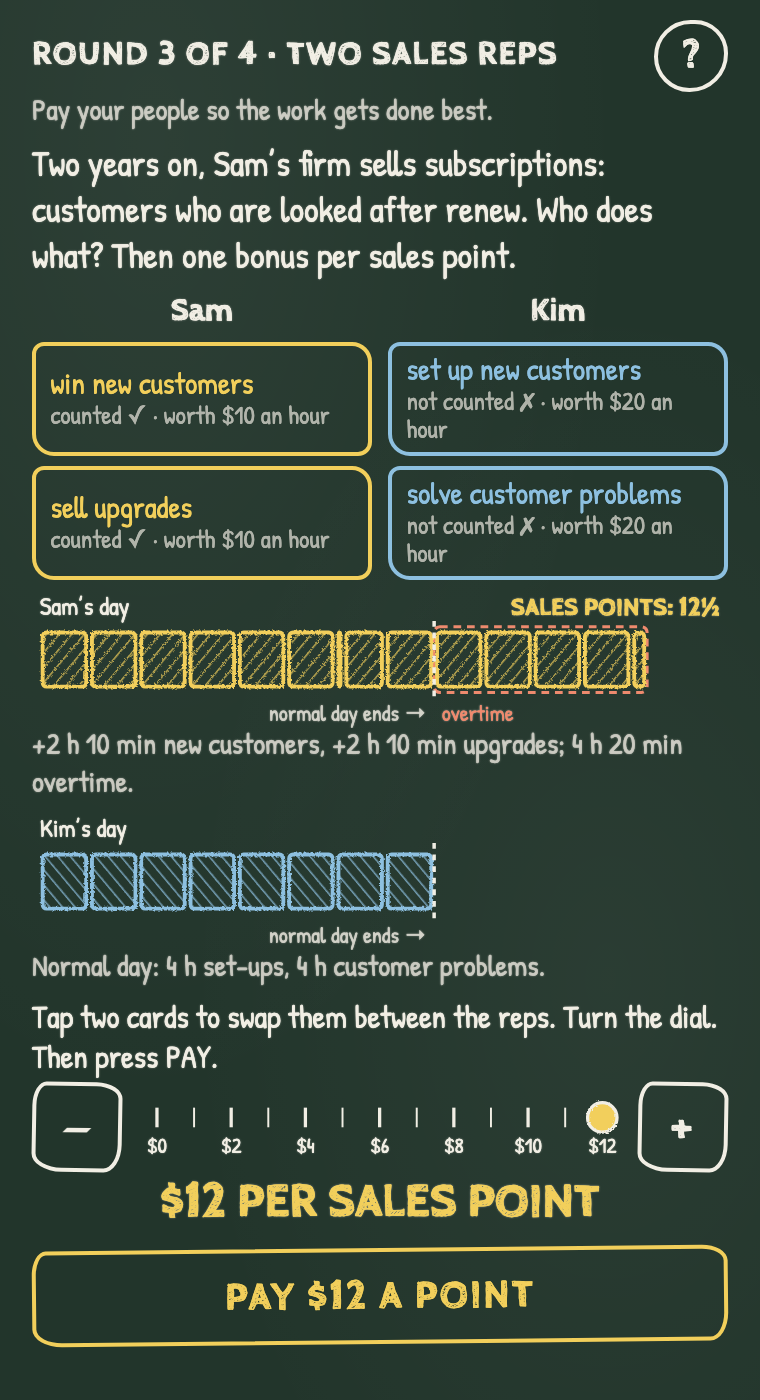 ROUND 3 OF 4 · TWO SALES REPS
?
Pay your people so the work gets done best.
Two years on, Sam's firm sells subscriptions:
customers who are looked after renew. Who does
what? Then one bonus per sales point.
Sam
Kim
win new customers
counted ✓ · worth $10 an hour
set up new customers
not counted ✗ · worth $20 an
hour
sell upgrades
counted ✓ · worth $10 an hour
solve customer problems
not counted ✗ · worth $20 an
hour
Sam's day
SALES POINTS: 12½
normal day ends →
overtime
+2 h 10 min new customers, +2 h 10 min upgrades; 4 h 20 min
overtime.
Kim's day
normal day ends →
Normal day: 4 h set-ups, 4 h customer problems.
Tap two cards to swap them between the reps. Turn the dial.
Then press PAY.
−
$0 $2 $4 $6 $8 $10 $12
+
$12 PER SALES POINT
PAY $12 A POINT